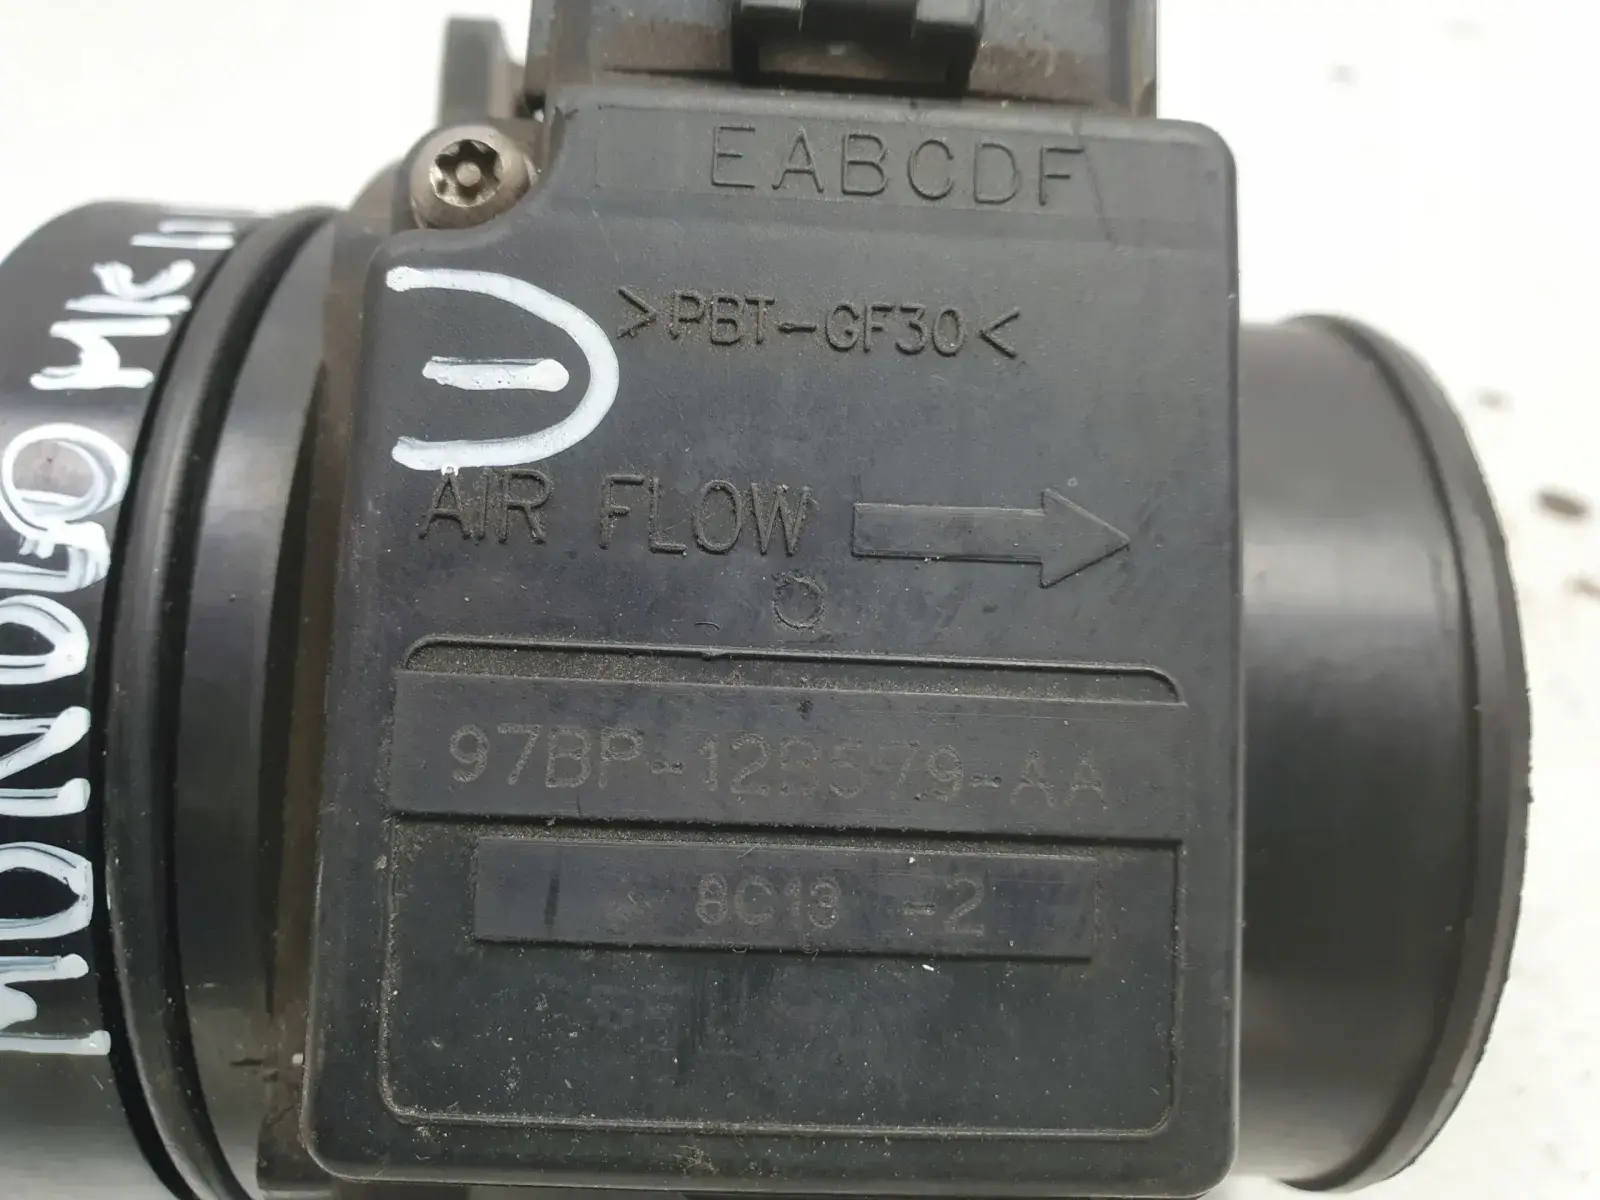 EABCDF
>PBT-GF30<
AIR FLOW
97BP-12B579-AA
8C13 -2
MONDEO MK II